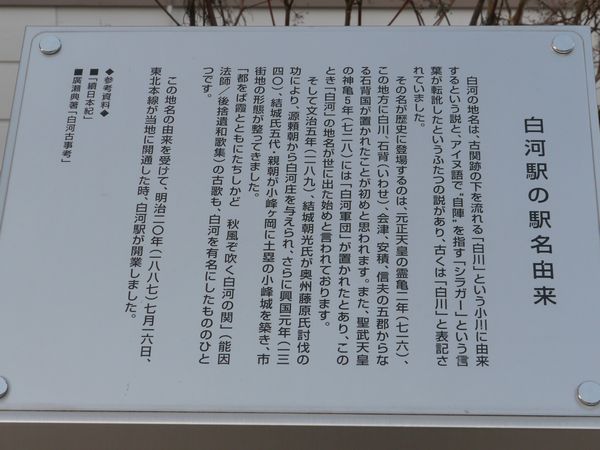 白河駅の駅名由来
白河の地名は、古関跡の下を流れる「白川」という小川に由来
するという説と、アイヌ語で“自陣”を指す「シラガー」という言
葉が転訛したというふたつの説があり、古くは「白川」と表記さ
れていました。
その名が歴史に登場するのは、元正天皇の霊亀二年(七一六)、
この地方に白川、石背(いわせ)、会津、安積、信夫の五郡からな
る石背国が置かれたことが初めと思われます。また、聖武天皇
の神亀5年(七二八)には「白河軍団」が置かれたとあり、この
とき「白河」の地名が世に出た始めと言われております。
そして文治五年(一一八九)、結城朝光氏が奥州藤原氏討伐の
功により、源頼朝から白河庄を与えられ、さらに興国元年(一三
四〇)、結城氏五代・親朝が小峰ヶ岡に土塁の小峰城を築き、市
街地の形態が整ってきました。
「都をば霞とともにたちしかど　秋風ぞ吹く白河の関」(能因
法師／後捨遺和歌集)の古歌も、白河を有名にしたもののひと
つです。
この地名の由来を受けて、明治二〇年(一八八七)七月一六日、
東北本線が当地に開通した時、白河駅が開業しました。
◆参考資料◆
■「續日本紀」
■廣瀬典著「白河古事考」